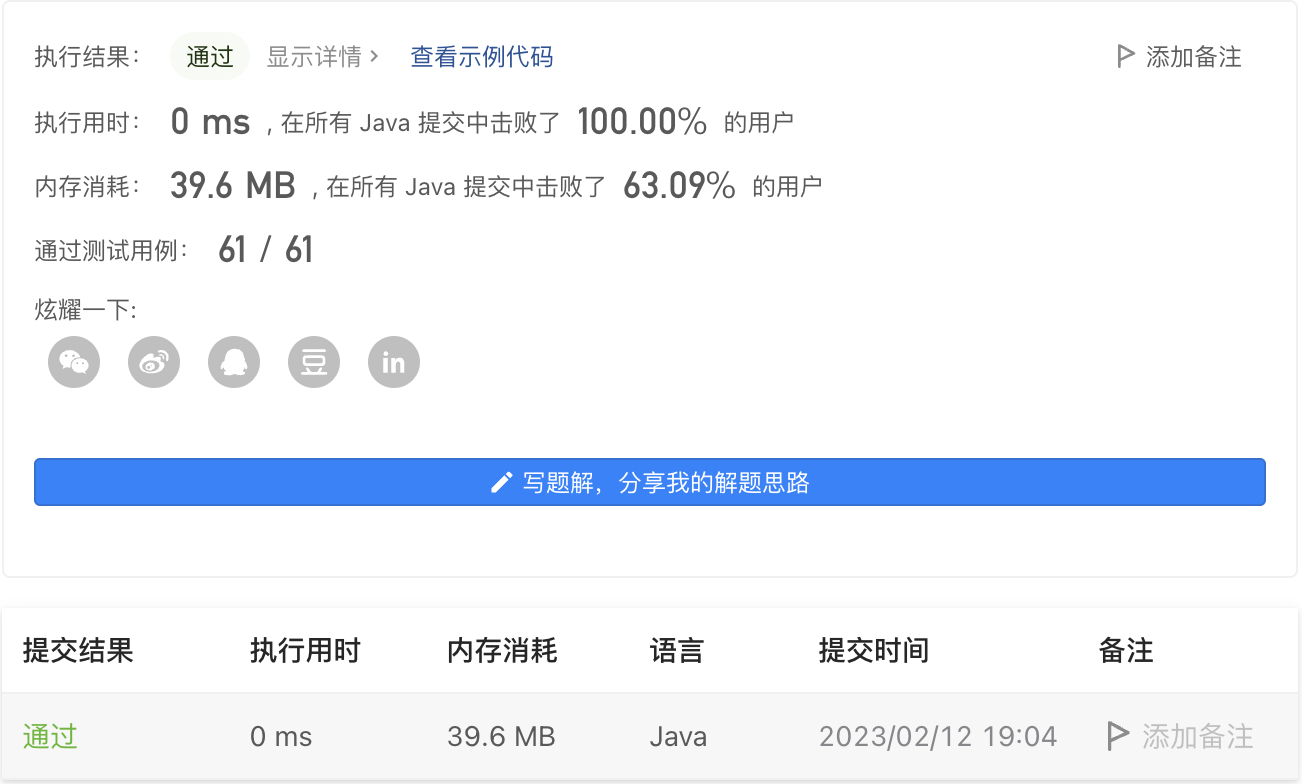 执行结果： 通过 显示详情 › 查看示例代码 添加备注
执行用时： 0 ms , 在所有 Java 提交中击败了 100.00% 的用户
内存消耗： 39.6 MB , 在所有 Java 提交中击败了 63.09% 的用户
通过测试用例： 61 / 61
炫耀一下:
豆 in
写题解，分享我的解题思路
提交结果 执行用时 内存消耗 语言 提交时间 备注
通过 0 ms 39.6 MB Java 2023/02/12 19:04 添加备注